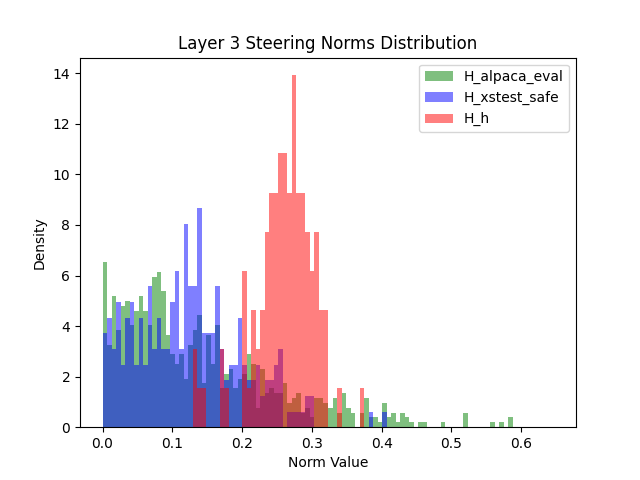 Layer 3 Steering Norms Distribution
H_alpaca_eval
H_xstest_safe
H_h
14
12
10
8
6
4
2
0
Density
0.0 0.1 0.2 0.3 0.4 0.5 0.6
Norm Value